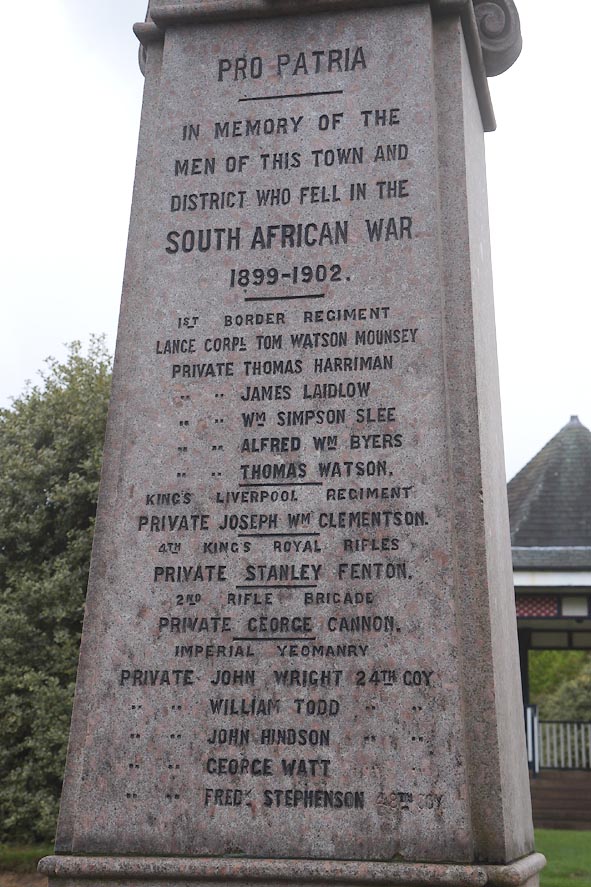 PRO PATRIA
IN MEMORY OF THE
MEN OF THIS TOWN AND
DISTRICT WHO FELL IN THE
SOUTH AFRICAN WAR
1899-1902.
1ST BORDER REGIMENT
LANCE CORPL TOM WATSON MOUNSEY
PRIVATE THOMAS HARRIMAN
" " JAMES LAIDLOW
" " WM SIMPSON SLEE
" " ALFRED WM BYERS
" " THOMAS WATSON.
KING'S LIVERPOOL REGIMENT
PRIVATE JOSEPH WM CLEMENTSON.
4TH KING'S ROYAL RIFLES
PRIVATE STANLEY FENTON.
2ND RIFLE BRIGADE
PRIVATE GEORGE CANNON.
IMPERIAL YEOMANRY
PRIVATE JOHN WRIGHT 24TH COY
" " WILLIAM TODD " "
" " JOHN HINDSON " "
" " GEORGE WATT
" " FREDK STEPHENSON COY